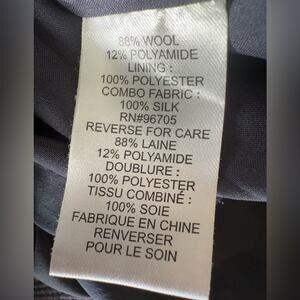 88% WOOL
12% POLYAMIDE
LINING :
100% POLYESTER
COMBO FABRIC :
100% SILK
RN#96705
REVERSE FOR CARE
88% LAINE
12% POLYAMIDE
DOUBLURE :
100% POLYESTER
TISSU COMBINÉ :
100% SOIE
FABRIQUE EN CHINE
RENVERSER
POUR LE SOIN